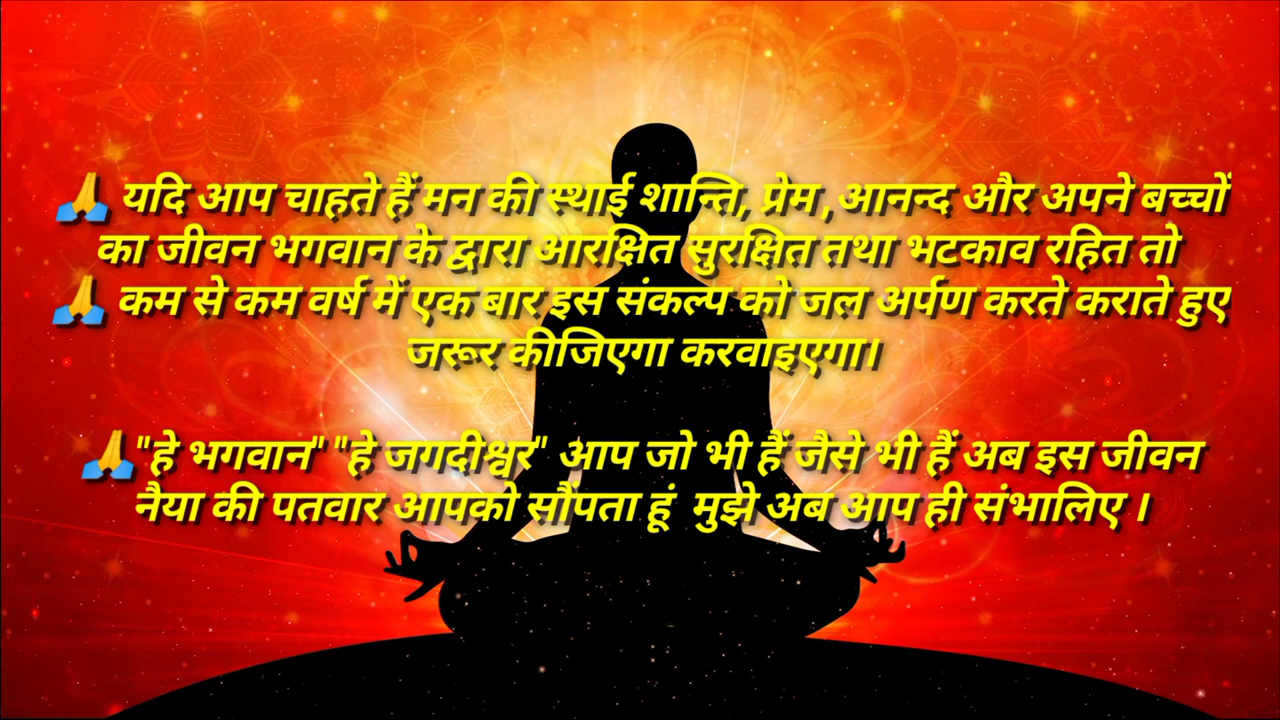 🙏 यदि आप चाहते हैं मन की स्थाई शान्ति, प्रेम ,आनन्द और अपने बच्चों
का जीवन भगवान के द्वारा आरक्षित सुरक्षित तथा भटकाव रहित तो
🙏 कम से कम वर्ष में एक बार इस संकल्प को जल अर्पण करते कराते हुए
जरूर कीजिएगा करवाइएगा।
🙏"हे भगवान" "हे जगदीश्वर" आप जो भी हैं जैसे भी हैं अब इस जीवन
नैया की पतवार आपको सौंपता हूं मुझे अब आप ही संभालिए ।